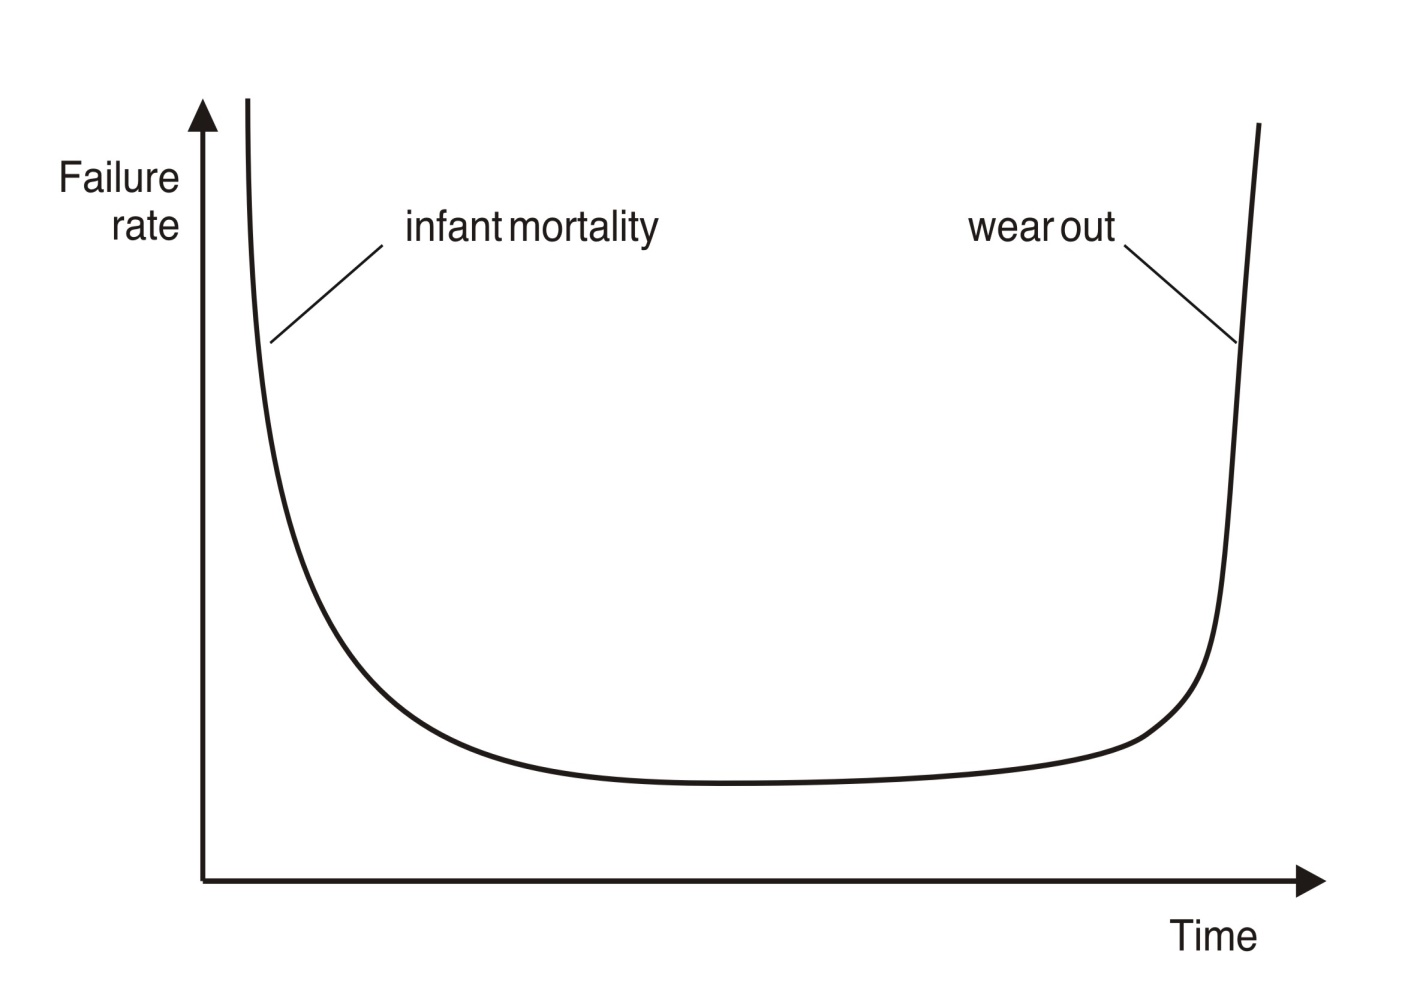 Failure
rate
infant mortality
wear out
Time